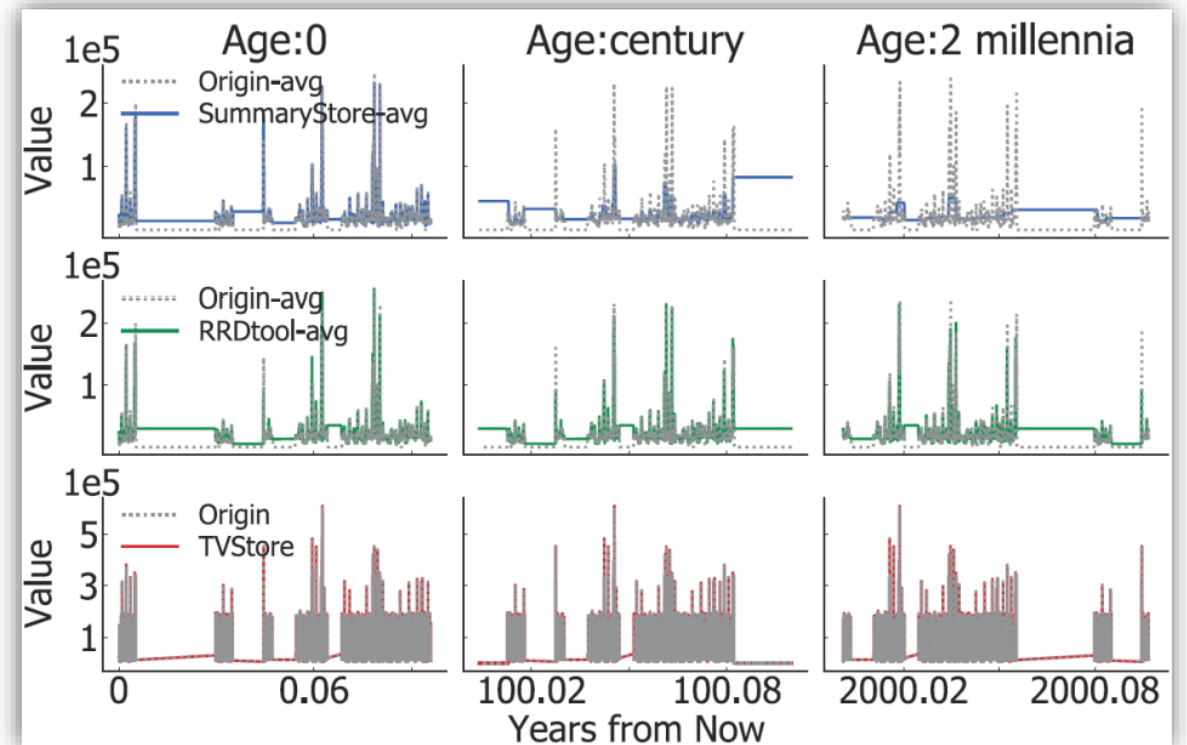 Age:0 Age:century Age:2 millennia
1e5
Origin-avg
2
SummaryStore-avg
Value
1
1e5
Origin-avg
2
RRDtool-avg
Value
1
1e5
Origin
5
TVStore
Value
3
1
0 0.06 100.02 100.08 2000.02 2000.08
Years from Now